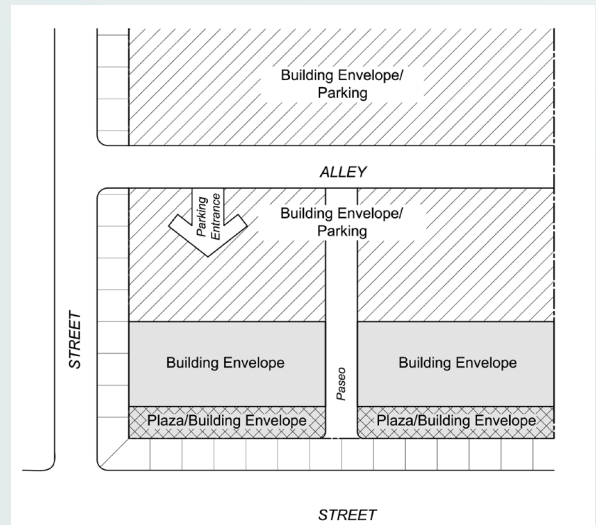 Building Envelope/
Parking
ALLEY
Parking
Entrance
Building Envelope/
Parking
STREET
Building Envelope
Paseo
Building Envelope
Plaza/Building Envelope
Plaza/Building Envelope
STREET